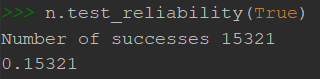 >>> n.test_reliability(True)
Number of successes 15321
0.15321